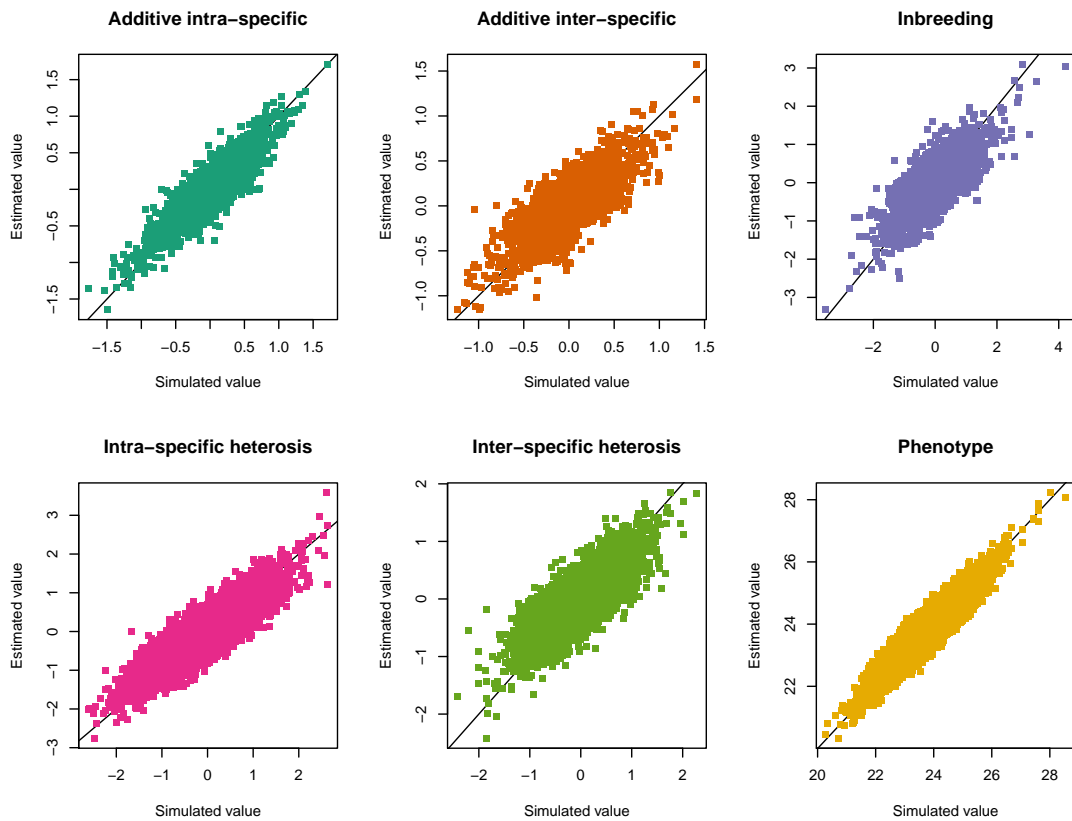 Additive intra−specific
Estimated value
1.5
1.0
0.5
−0.5
−1.5
−1.5 −0.5 0.5 1.0 1.5
Simulated value
Additive inter−specific
Estimated value
1.5
1.0
0.5
0.0
−0.5
−1.0
−1.0 −0.5 0.0 0.5 1.0 1.5
Simulated value
Inbreeding
Estimated value
3
2
1
0
−1
−2
−3
−2 0 2 4
Simulated value
Intra−specific heterosis
Estimated value
3
2
1
0
−1
−2
−3
−2 −1 0 1 2
Simulated value
Inter−specific heterosis
Estimated value
2
1
0
−1
−2
−2 −1 0 1 2
Simulated value
Phenotype
Estimated value
28
26
24
22
20 22 24 26 28
Simulated value